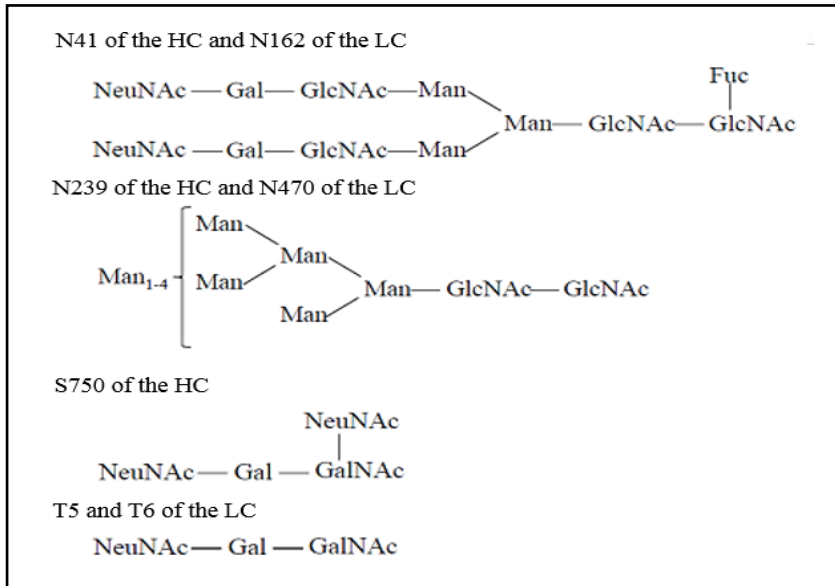 N41 of the HC and N162 of the LC
Fuc
NeuNAc — Gal — GlcNAc — Man
Man — GlcNAc — GlcNAc
NeuNAc — Gal — GlcNAc — Man
N239 of the HC and N470 of the LC
Man
Man
Man1-4 Man
Man — GlcNAc — GlcNAc
Man
S750 of the HC
NeuNAc
NeuNAc — Gal — GalNAc
T5 and T6 of the LC
NeuNAc — Gal — GalNAc